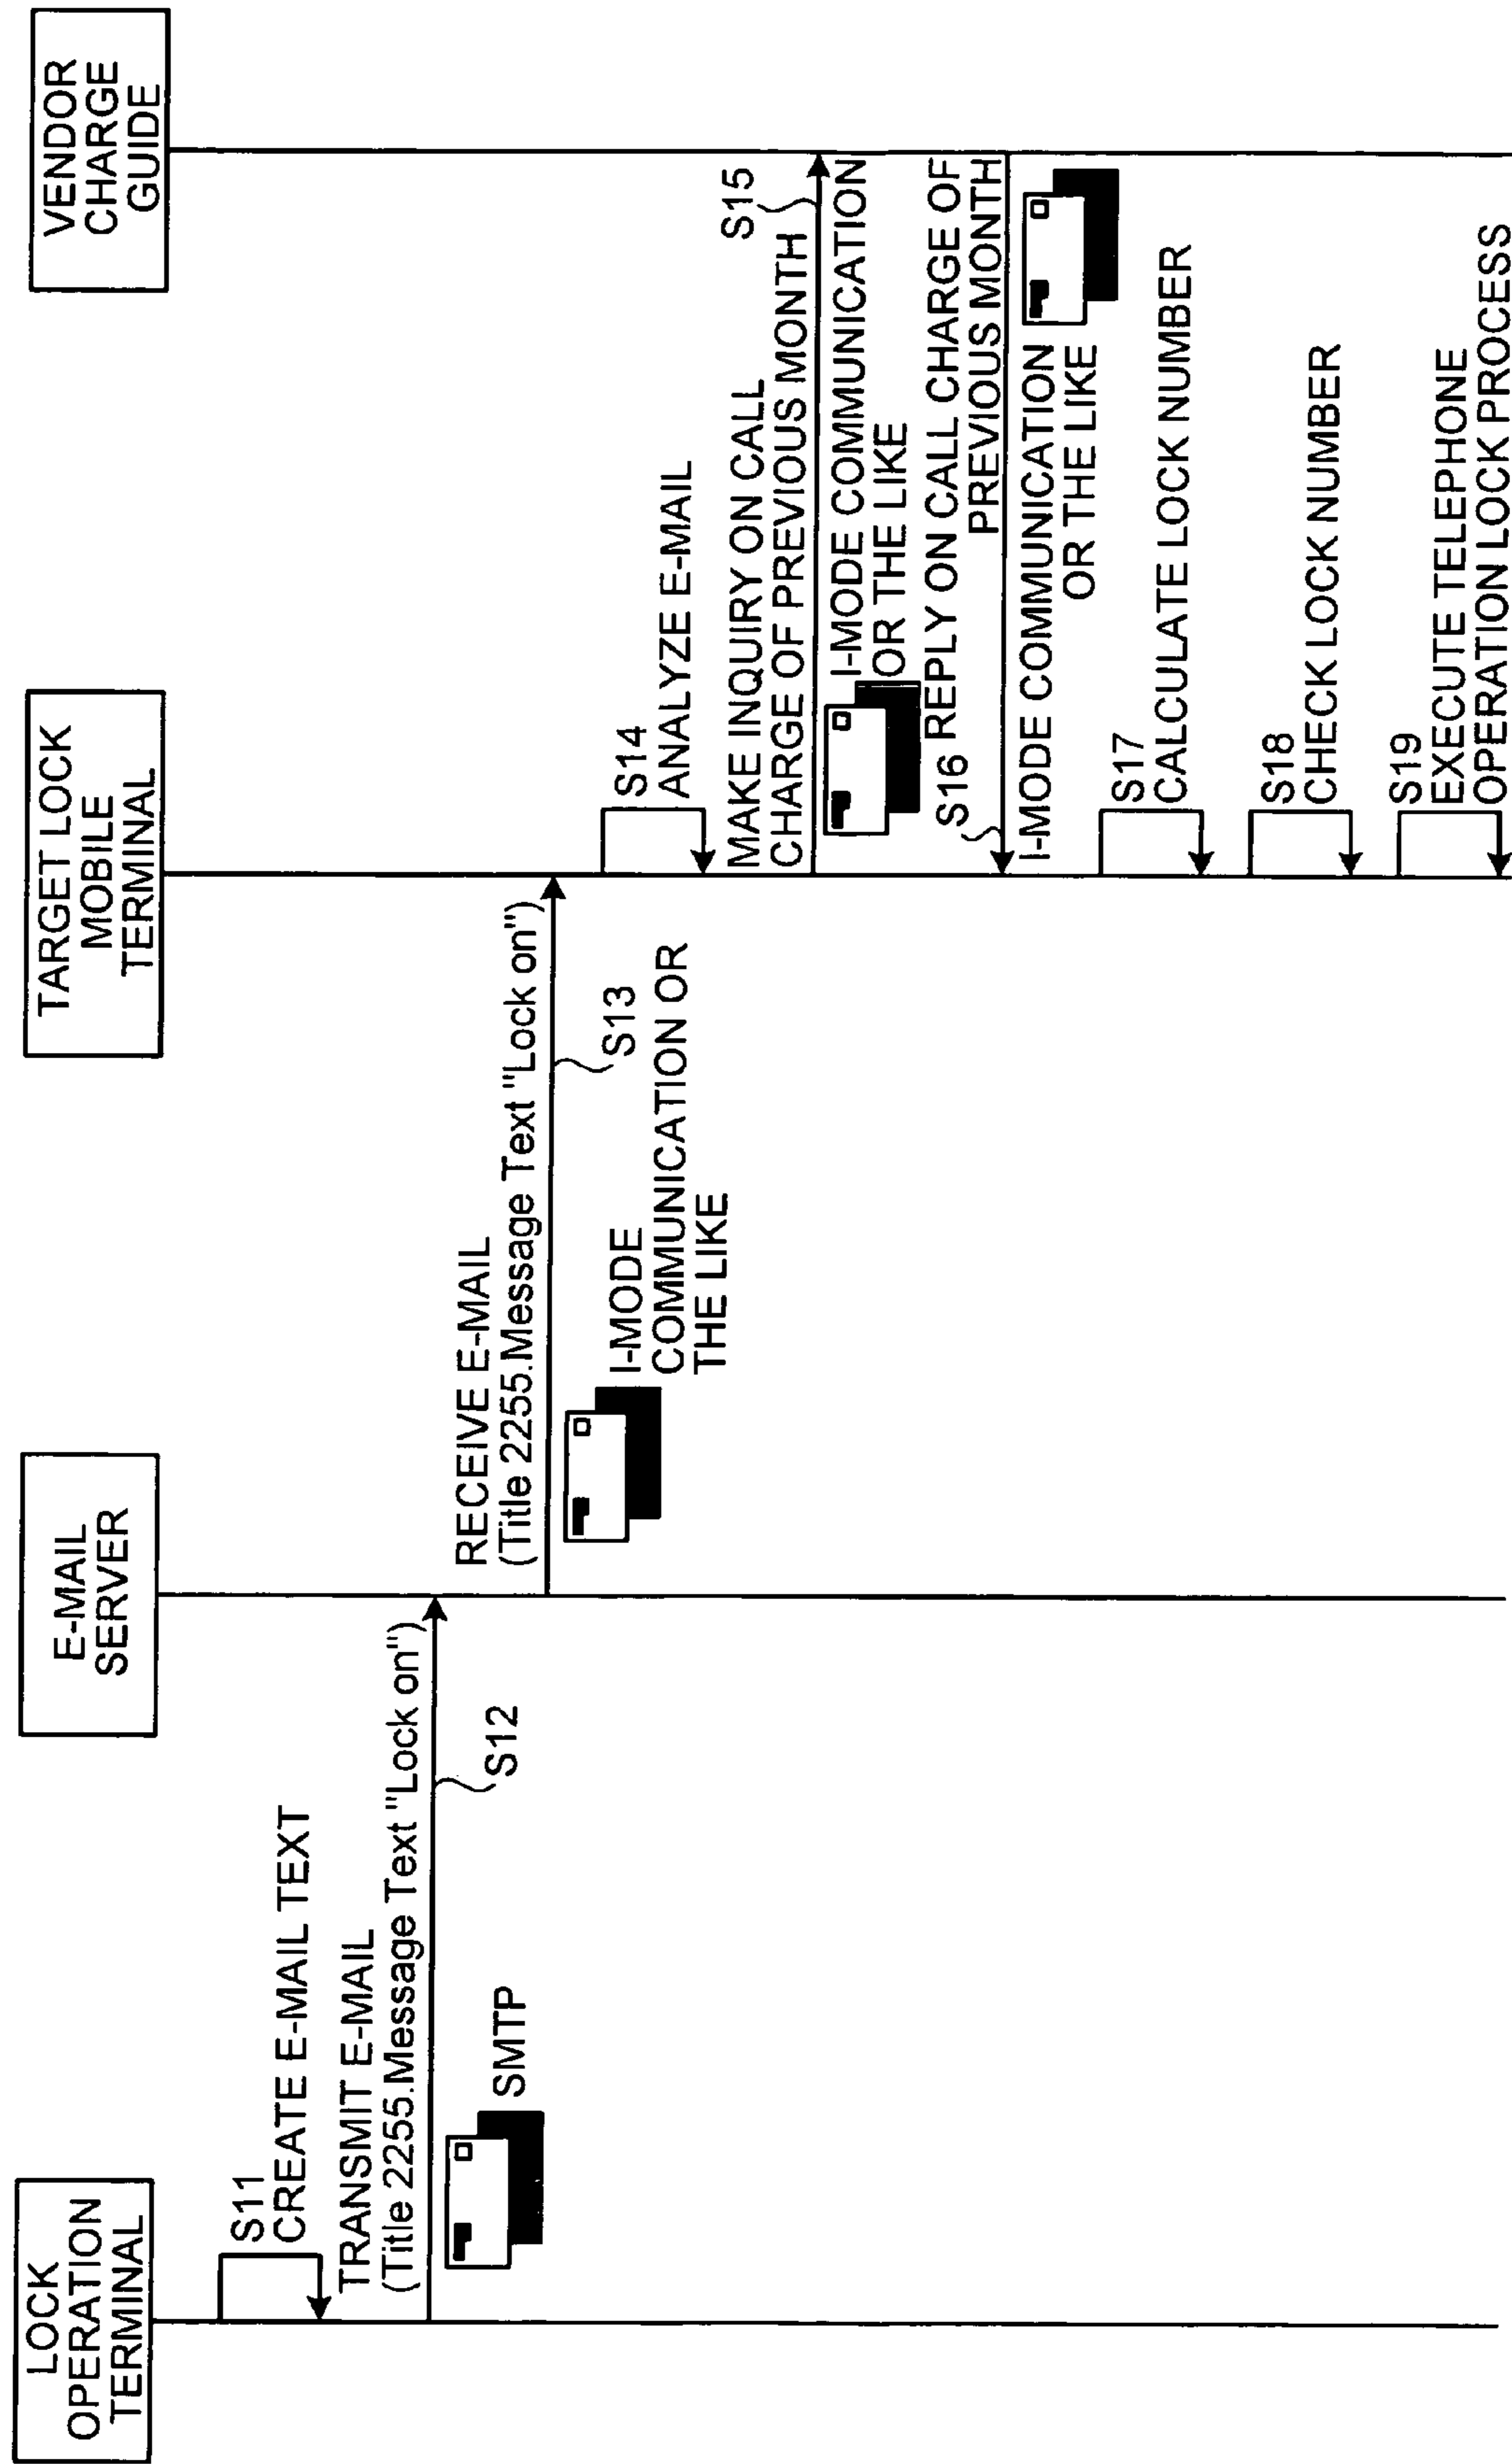 LOCK
OPERATION
TERMINAL
E-MAIL
SERVER
TARGET LOCK
MOBILE
TERMINAL
VENDOR
CHARGE
GUIDE
S11
CREATE E-MAIL TEXT
TRANSMIT E-MAIL
(Title 2255.Message Text "Lock on")
S12
SMTP
RECEIVE E-MAIL
(Title 2255.Message Text "Lock on")
S13
I-MODE
COMMUNICATION OR
THE LIKE
S14
ANALYZE E-MAIL
MAKE INQUIRY ON CALL
CHARGE OF PREVIOUS MONTH
S15
I-MODE COMMUNICATION
OR THE LIKE
S16
REPLY ON CALL CHARGE OF
PREVIOUS MONTH
I-MODE COMMUNICATION
OR THE LIKE
S17
CALCULATE LOCK NUMBER
S18
CHECK LOCK NUMBER
S19
EXECUTE TELEPHONE
OPERATION LOCK PROCESS